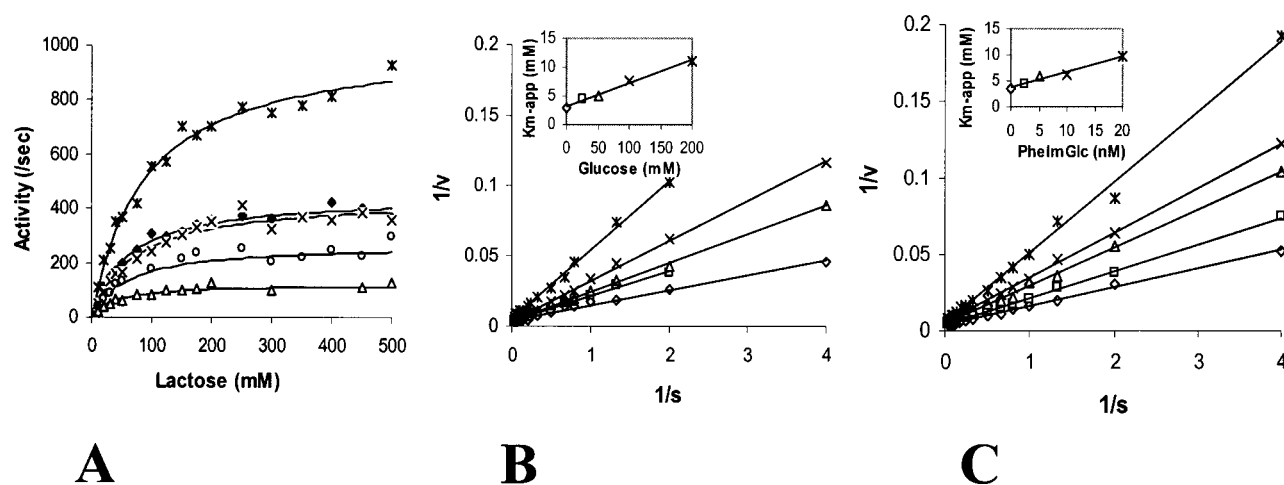 1000
800
600
400
200
0
Activity (/sec)
0 100 200 300 400 500
Lactose (mM)
A
0.2
0.15
0.1
0.05
0
1/v
0 1 2 3 4
1/s
15
10
5
0
Km-app (mM)
0 50 100 150 200
Glucose (mM)
B
0.2
0.15
0.1
0.05
0
1/v
0 1 2 3 4
1/s
15
10
5
0
Km-app (mM)
0 5 10 15 20
PheImGlc (nM)
C